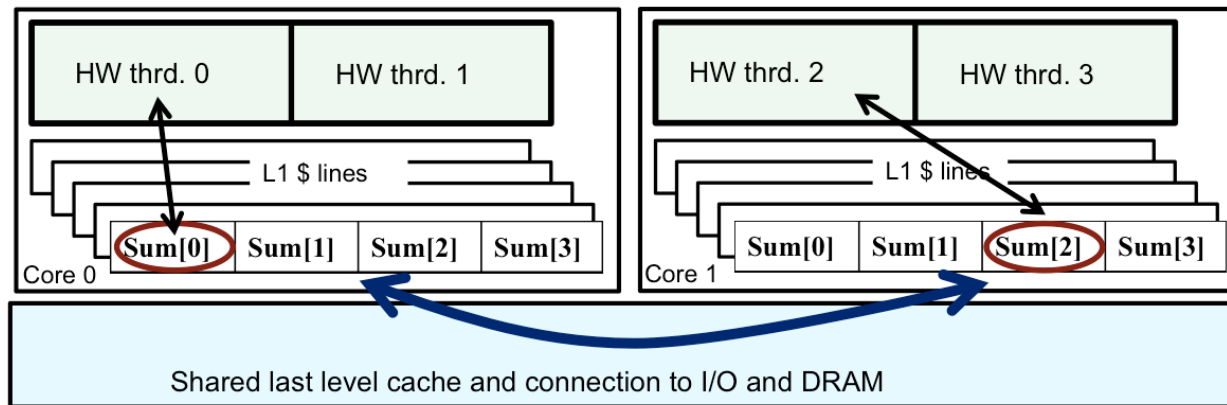 HW thrd. 0
HW thrd. 1
L1 $ lines
Sum[0] Sum[1] Sum[2] Sum[3]
Core 0
HW thrd. 2
HW thrd. 3
L1 $ lines
Sum[0] Sum[1] Sum[2] Sum[3]
Core 1
Shared last level cache and connection to I/O and DRAM